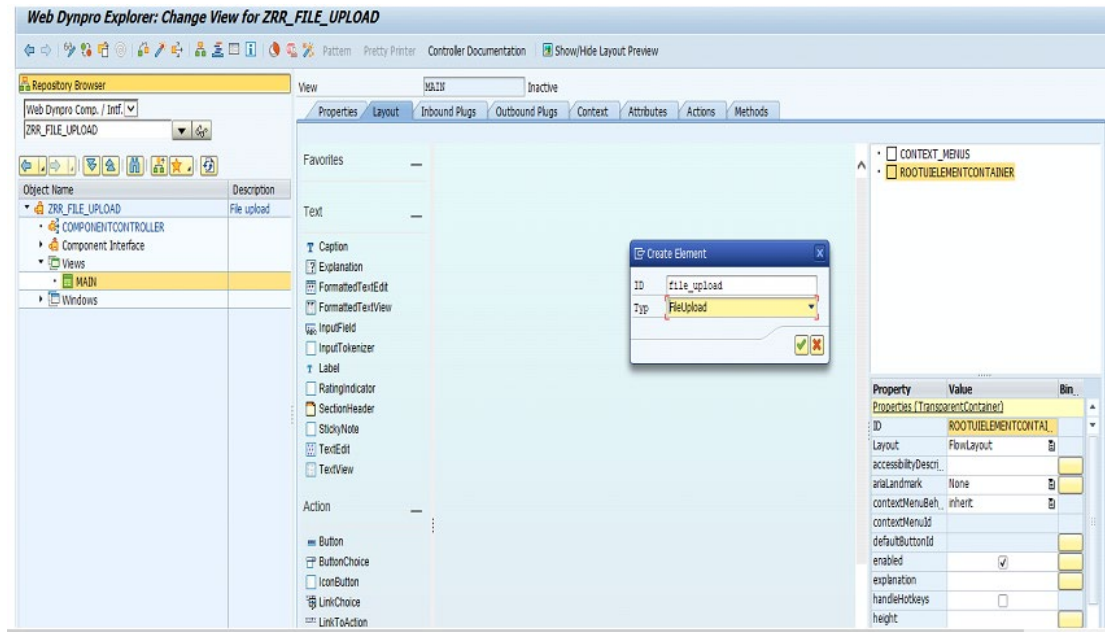 Web Dynpro Explorer: Change View for ZRR_FILE_UPLOAD
Pattern Pretty Printer Controller Documentation Show/Hide Layout Preview
Repository Browser
Web Dynpro Comp. / Intf.
ZRR_FILE_UPLOAD
Object Name Description
ZRR_FILE_UPLOAD File upload
COMPONENTCONTROLLER
Component Interface
Views
MAIN
Windows
View MAIN Inactive
Properties Layout Inbound Plugs Outbound Plugs Context Attributes Actions Methods
Favorites
Text
Caption
Explanation
FormattedTextEdit
FormattedTextView
InputField
InputTokenizer
Label
RatingIndicator
SectionHeader
StickyNote
TextEdit
TextView
Action
Button
ButtonChoice
IconButton
LinkChoice
LinkToAction
Create Element
ID file_upload
Typ FileUpload
CONTEXT_MENUS
ROOTUIELEMENTCONTAINER
Property Value Bin...
Properties (TransparentContainer)
ID ROOTUIELEMENTCONTAI...
Layout FlowLayout
accessibilityDescri...
ariaLandmark None
contextMenuBeh... inherit
contextMenuId
defaultButtonId
enabled
explanation
handleHotkeys
height